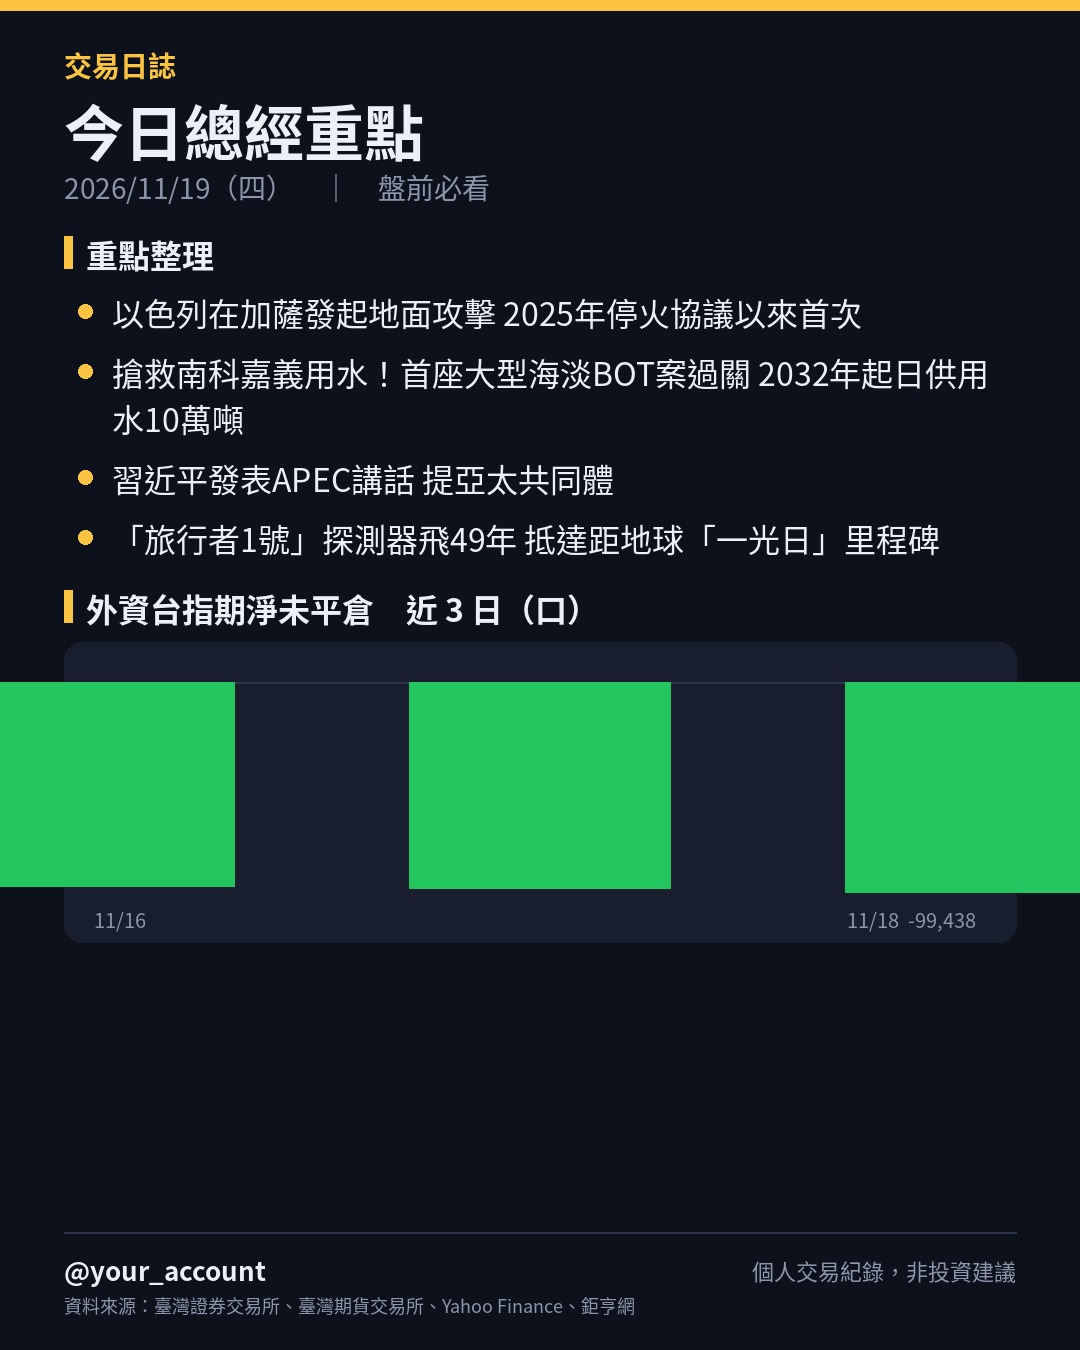 交易日誌
今日總經重點
2026/11/19（四）　｜　盤前必看
重點整理
以色列在加薩發起地面攻擊 2025年停火協議以來首次
搶救南科嘉義用水！首座大型海淡BOT案過關 2032年起日供用
水10萬噸
習近平發表APEC講話 提亞太共同體
「旅行者1號」探測器飛49年 抵達距地球「一光日」里程碑
外資台指期淨未平倉　近 3 日（口）
11/16
11/18 -99,438
@your_account
個人交易紀錄，非投資建議
資料來源：臺灣證券交易所、臺灣期貨交易所、Yahoo Finance、鉅亨網